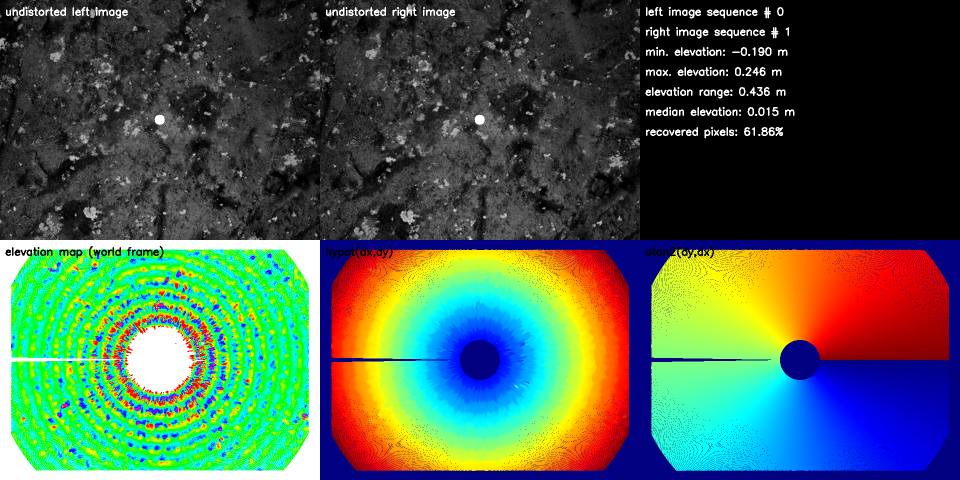 undistorted left image
undistorted right image
left image sequence # 0
right image sequence # 1
min. elevation: -0.190 m
max. elevation: 0.246 m
elevation range: 0.436 m
median elevation: 0.015 m
recovered pixels: 61.86%
elevation map (world frame)
hypot(dx,dy)
atan2(dy,dx)